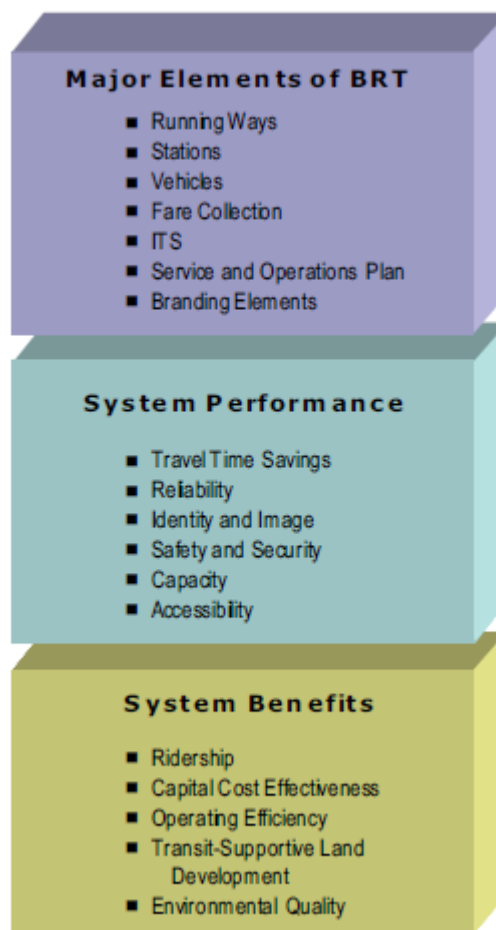 Major Elements of BRT
■ Running Ways
■ Stations
■ Vehicles
■ Fare Collection
■ ITS
■ Service and Operations Plan
■ Branding Elements
System Performance
■ Travel Time Savings
■ Reliability
■ Identity and Image
■ Safety and Security
■ Capacity
■ Accessibility
System Benefits
■ Ridership
■ Capital Cost Effectiveness
■ Operating Efficiency
■ Transit-Supportive Land
Development
■ Environmental Quality